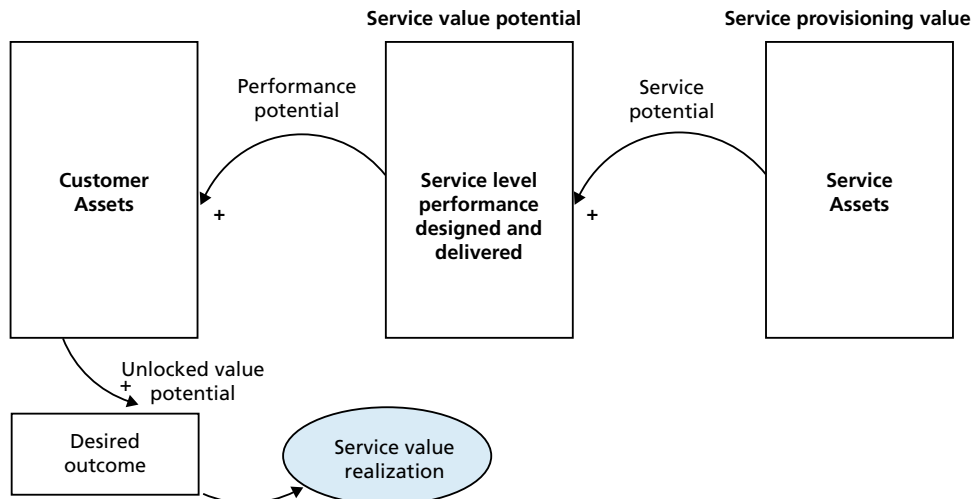 Service value potential
Service provisioning value
Performance
potential
Service
potential
Customer
Assets
+
Service level
performance
designed and
delivered
+
Service
Assets
Unlocked value
+
potential
Desired
outcome
Service value
realization